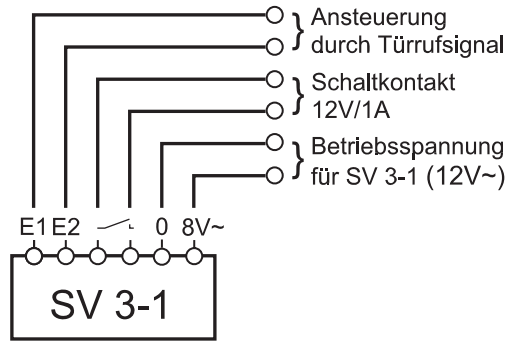 Ansteuerung
durch Türrufsignal
Schaltkontakt
12V/1A
Betriebsspannung
für SV 3-1 (12V~)
E1 E2 0 8V~
SV 3-1